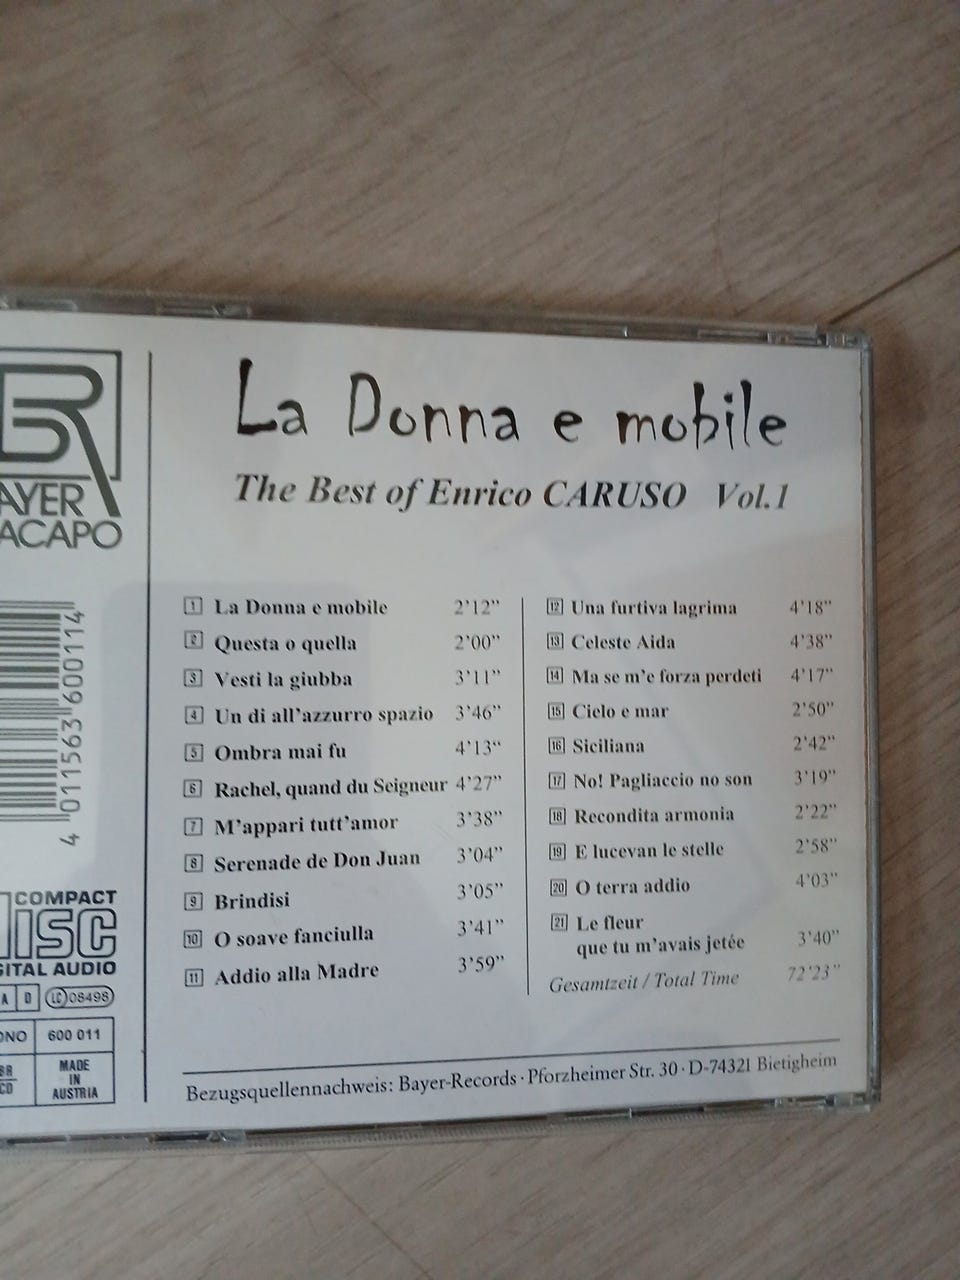 La Donna e mobile
The Best of Enrico CARUSO Vol.1
1 La Donna e mobile 2'12"
2 Questa o quella 2'00"
3 Vesti la giubba 3'11"
4 Un di all'azzurro spazio 3'46"
5 Ombra mai fu 4'13"
6 Rachel, quand du Seigneur 4'27"
7 M'appari tutt'amor 3'38"
8 Serenade de Don Juan 3'04"
9 Brindisi 3'05"
10 O soave fanciulla 3'41"
11 Addio alla Madre 3'59"
12 Una furtiva lagrima 4'18"
13 Celeste Aida 4'38"
14 Ma se m'e forza perdeti 4'17"
15 Cielo e mar 2'50"
16 Siciliana 2'42"
17 No! Pagliaccio no son 3'19"
18 Recondita armonia 2'22"
19 E lucevan le stelle 2'58"
20 O terra addio 4'03"
21 Le fleur
que tu m'avais jetée 3'40"
Gesamtzeit / Total Time 72'23"
Bezugsquellennachweis: Bayer-Records · Pforzheimer Str. 30 · D-74321 Bietigheim
BR
AYER
ACAPO
4 011563 600114
COMPACT
DISC
GITAL AUDIO
A D LC 08498
ONO 600 011
BR
CD
MADE
IN
AUSTRIA